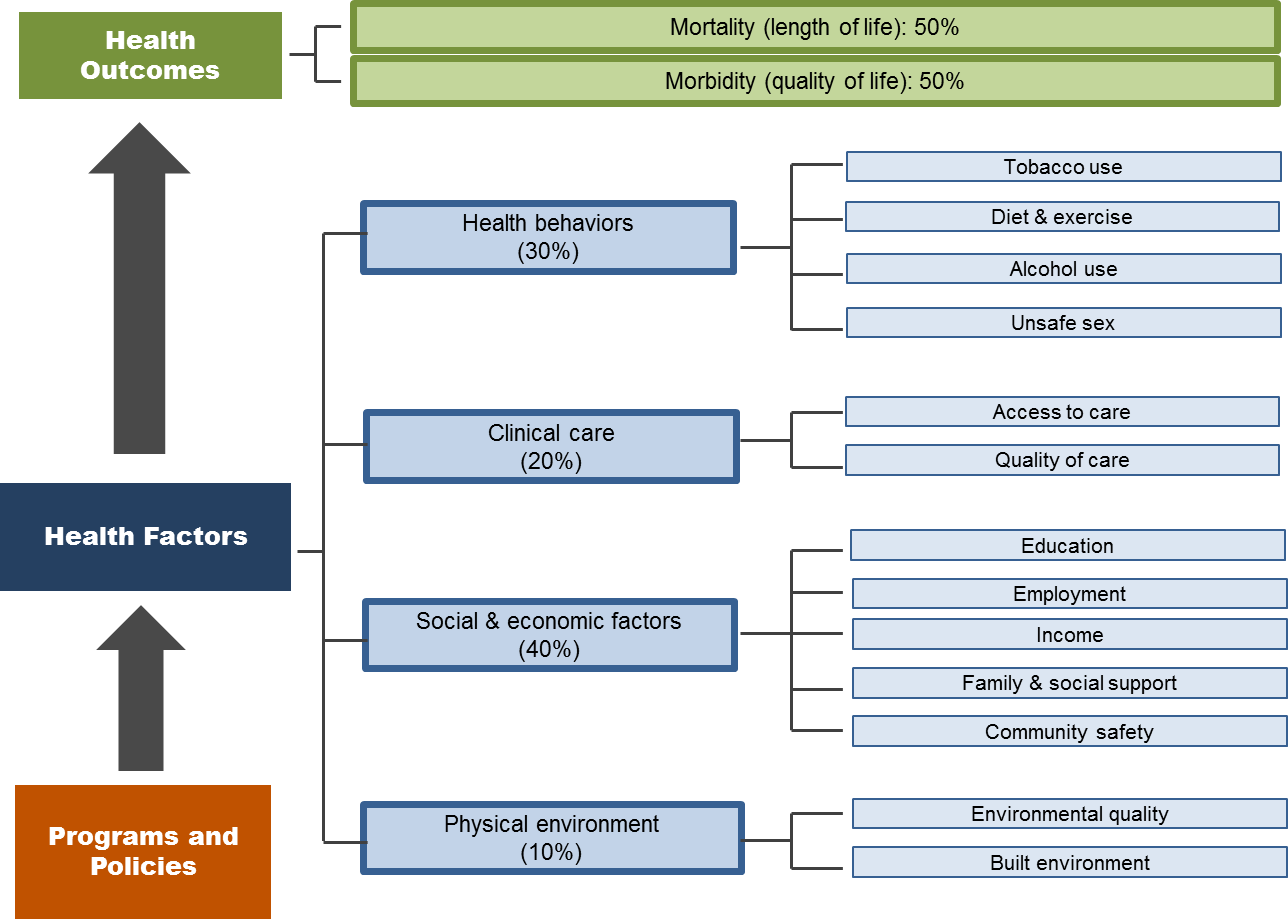 Health
Outcomes
Mortality (length of life): 50%
Morbidity (quality of life): 50%
Health behaviors
(30%)
Tobacco use
Diet & exercise
Alcohol use
Unsafe sex
Clinical care
(20%)
Access to care
Quality of care
Health Factors
Social & economic factors
(40%)
Education
Employment
Income
Family & social support
Community safety
Programs and
Policies
Physical environment
(10%)
Environmental quality
Built environment